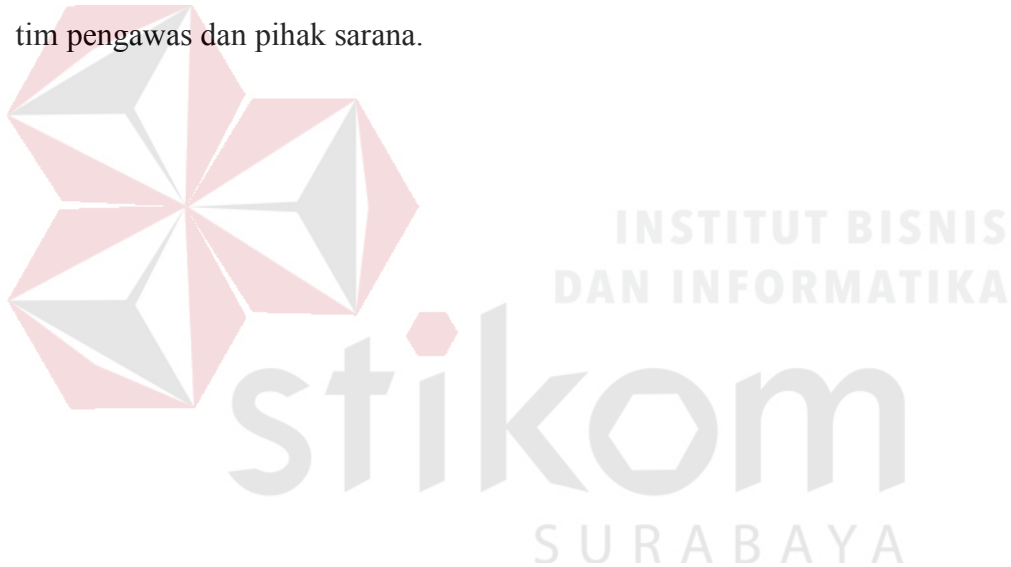 tim pengawas dan pihak sarana.
INSTITUT BISNIS
DAN INFORMATIKA
stikom
SURABAYA